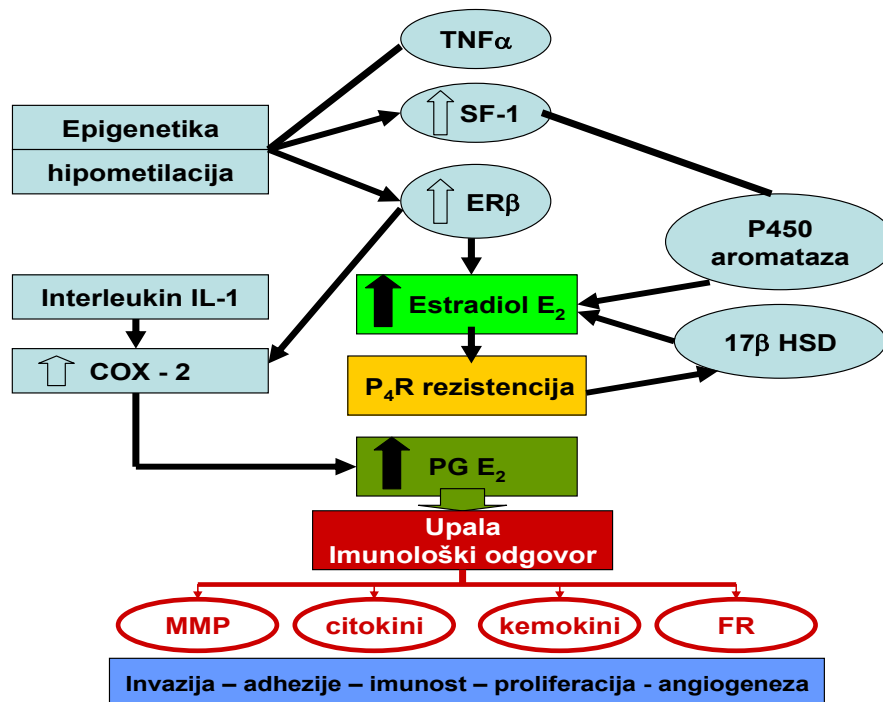 TNFα
SF-1
Epigenetika
hipometilacija
ERβ
P450
aromataza
Interleukin IL-1
Estradiol E₂
17β HSD
COX - 2
P₄R rezistencija
PG E₂
Upala
Imunološki odgovor
MMP
citokini
kemokini
FR
Invazija – adhezije – imunost – proliferacija - angiogeneza